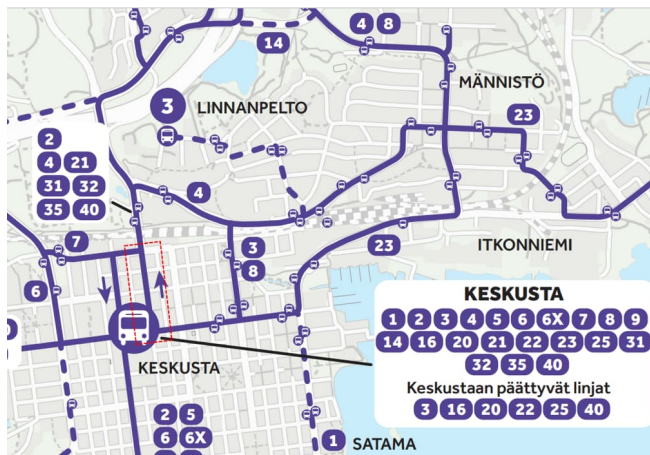 4 8
14
MÄNNISTÖ
3 LINNANPELTO
23
2
4 21
31 32
35 40
4
7
3
8
23
ITKONNIEMI
6
KESKUSTA
1 2 3 4 5 6 6X 7 8 9
14 16 20 21 22 23 25 31
32 35 40
Keskustaan päättyvät linjat
3 16 20 22 25 40
KESKUSTA
2 5
6 6X
1 SATAMA